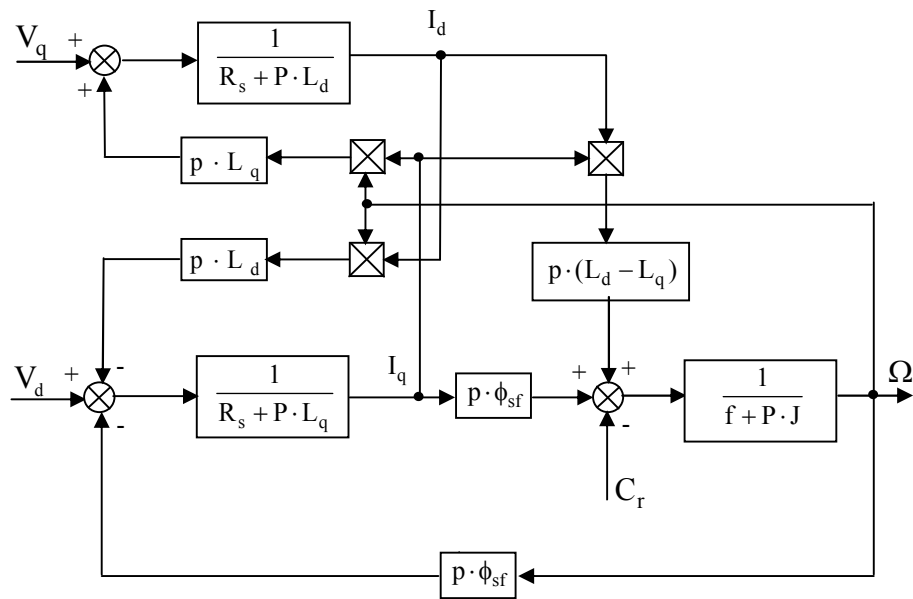 V_q + +
1 / (R_s + P · L_d)
I_d
p · L_q
p · L_d
p · (L_d − L_q)
V_d + - -
1 / (R_s + P · L_q)
I_q
p · ϕ_sf
+ + -
1 / (f + P · J)
Ω
C_r
p · ϕ_sf